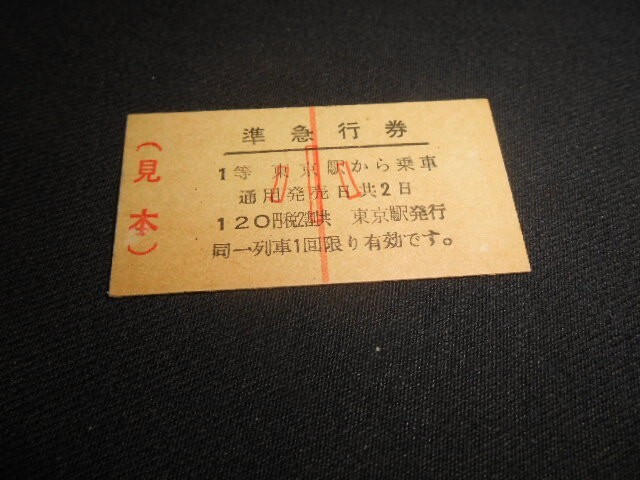 （見本）
準急行券
1等 東京駅から乗車
通用発売日共2日
120円税2割共 東京駅発行
同一列車1回限り有効です。
小